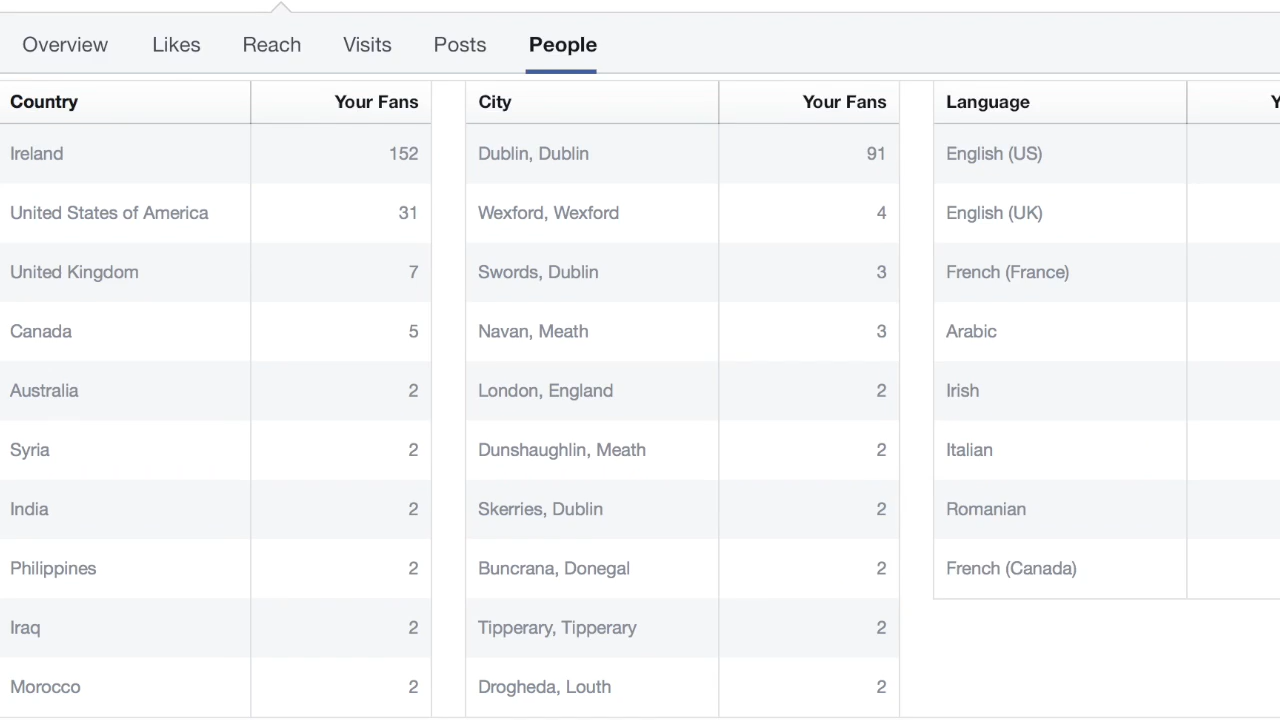 Overview Likes Reach Visits Posts People
Country Your Fans City Your Fans Language Y
Ireland 152 Dublin, Dublin 91 English (US)
United States of America 31 Wexford, Wexford 4 English (UK)
United Kingdom 7 Swords, Dublin 3 French (France)
Canada 5 Navan, Meath 3 Arabic
Australia 2 London, England 2 Irish
Syria 2 Dunshaughlin, Meath 2 Italian
India 2 Skerries, Dublin 2 Romanian
Philippines 2 Buncrana, Donegal 2 French (Canada)
Iraq 2 Tipperary, Tipperary 2
Morocco 2 Drogheda, Louth 2